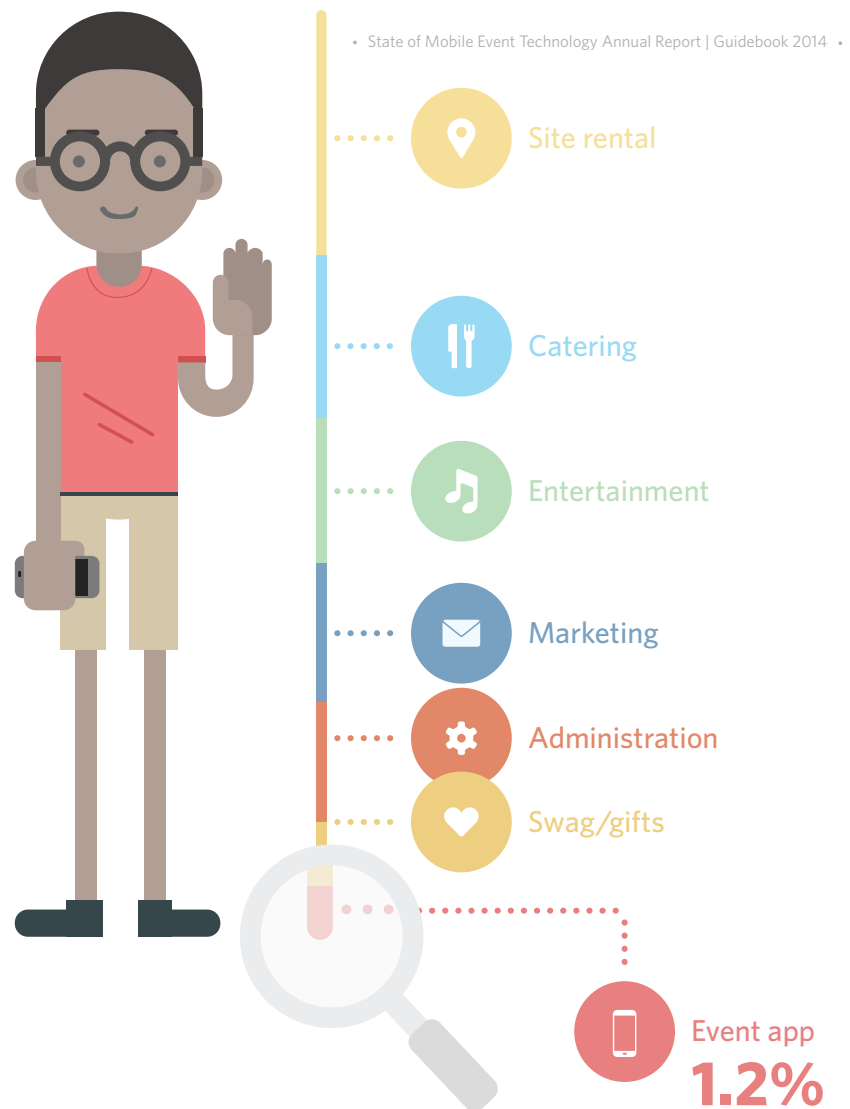 • State of Mobile Event Technology Annual Report | Guidebook 2014 •
Site rental
Catering
Entertainment
Marketing
Administration
Swag/gifts
Event app
1.2%